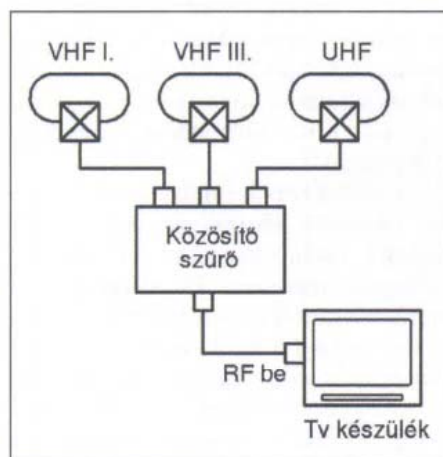 VHF I.
VHF III.
UHF
Közösítő
szűrő
RF be
Tv készülék